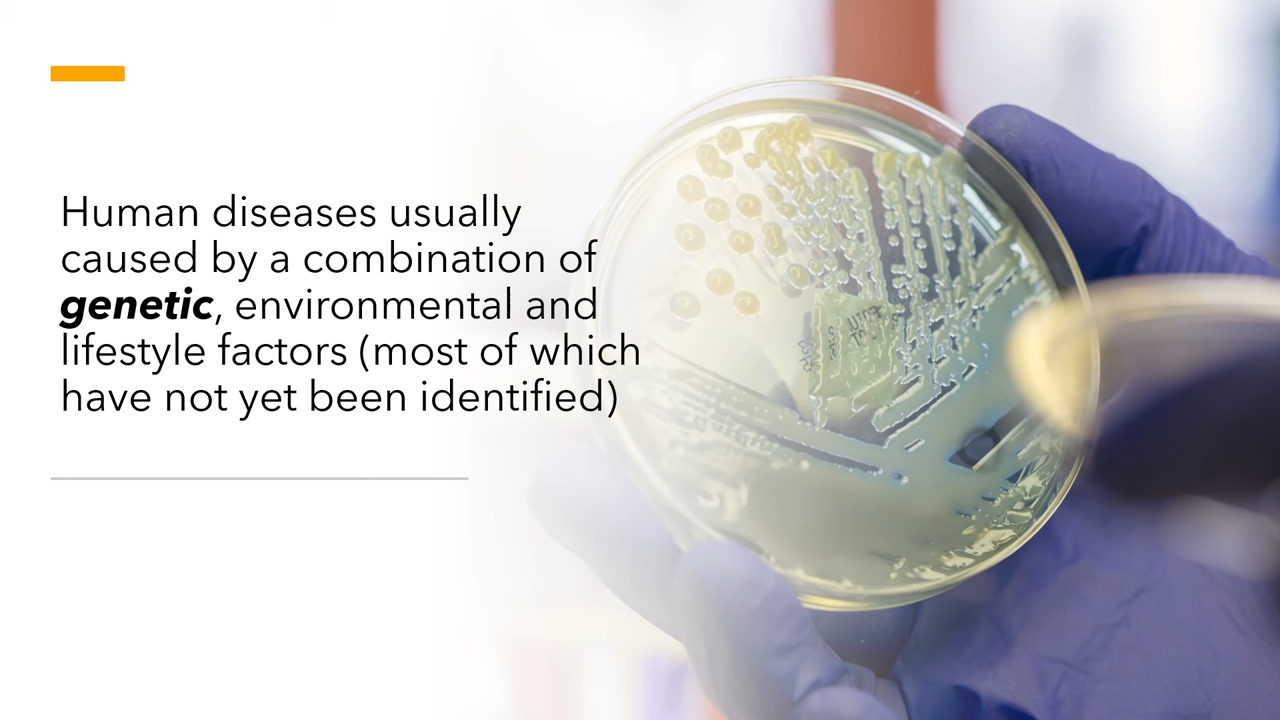 Human diseases usually
caused by a combination of
genetic, environmental and
lifestyle factors (most of which
have not yet been identified)